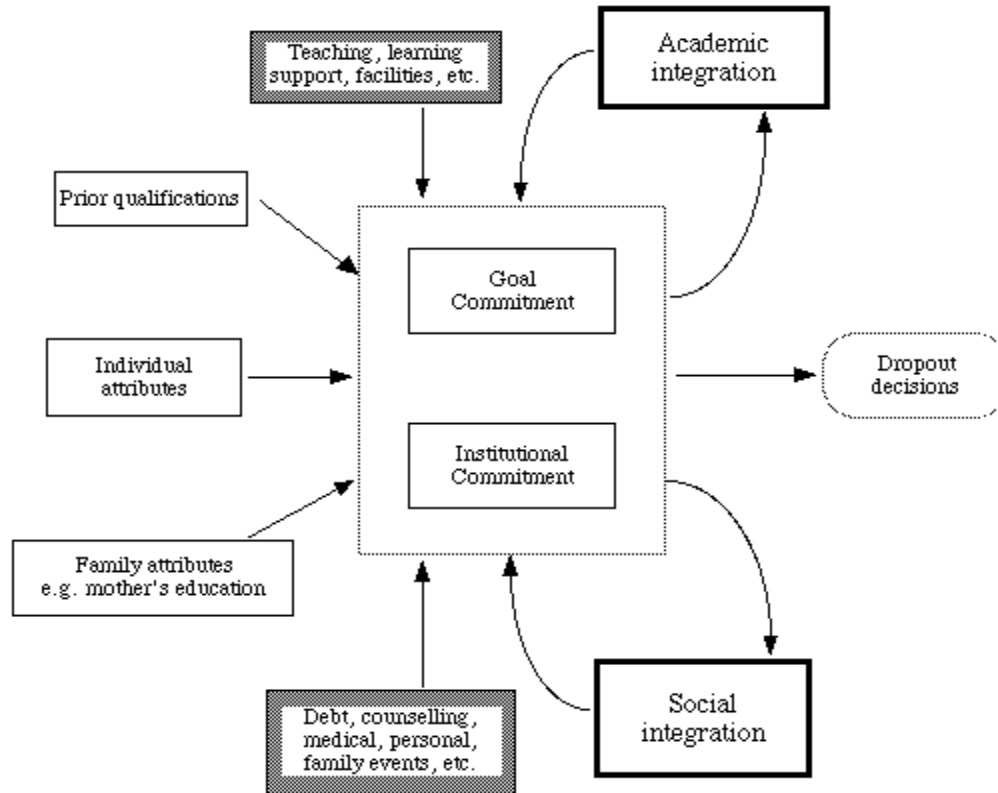 Teaching, learning
support, facilities, etc.
Academic
integration
Prior qualifications
Goal
Commitment
Individual
attributes
Dropout
decisions
Institutional
Commitment
Family attributes
e.g. mother's education
Debt, counselling,
medical, personal,
family events, etc.
Social
integration